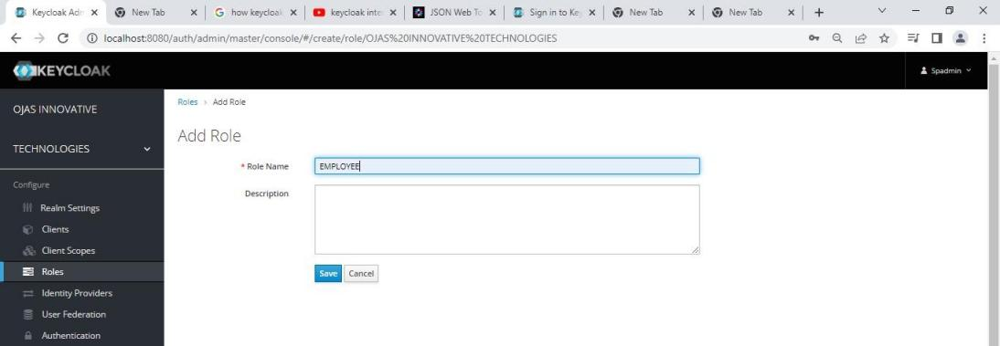 Keycloak Adm
New Tab
how keycloak
keycloak inte
JSON Web To
Sign in to Key
New Tab
New Tab
localhost:8080/auth/admin/master/console/#/create/role/OJAS%20INNOVATIVE%20TECHNOLOGIES
KEYCLOAK
Spadmin
OJAS INNOVATIVE
TECHNOLOGIES
Roles > Add Role
Add Role
* Role Name
EMPLOYEE
Description
Save Cancel
Configure
Realm Settings
Clients
Client Scopes
Roles
Identity Providers
User Federation
Authentication